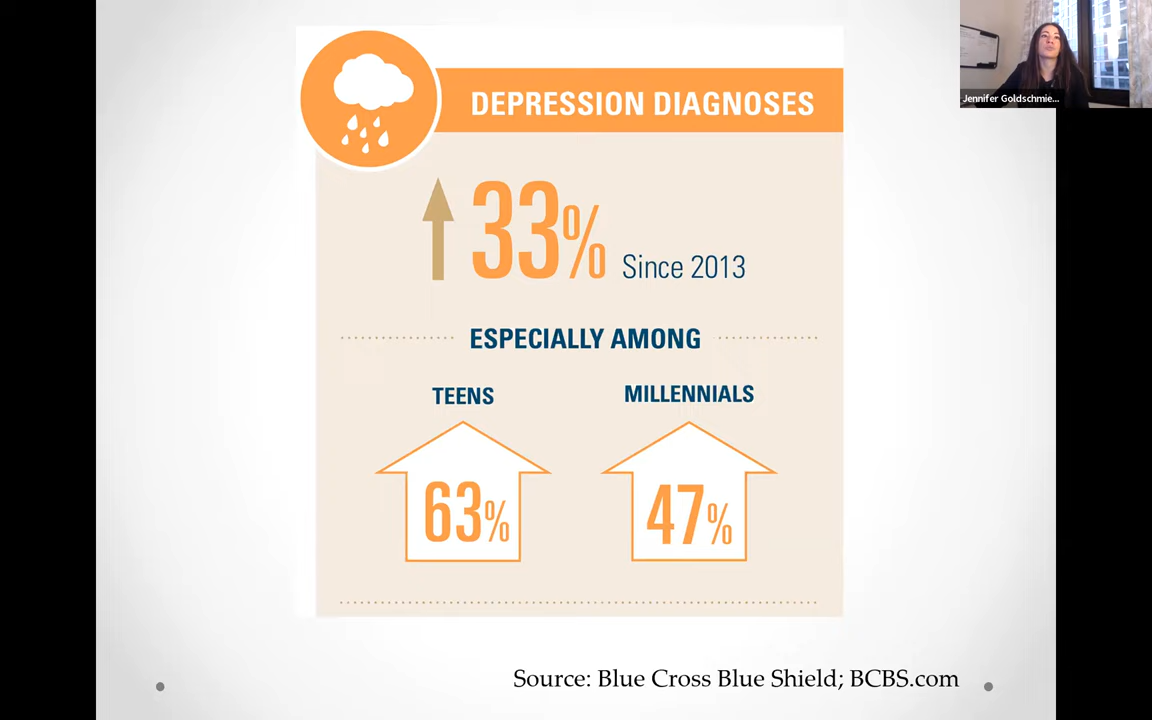 DEPRESSION DIAGNOSES
33% Since 2013
ESPECIALLY AMONG
TEENS
MILLENNIALS
63%
47%
Source: Blue Cross Blue Shield; BCBS.com
Jennifer Goldschmie...